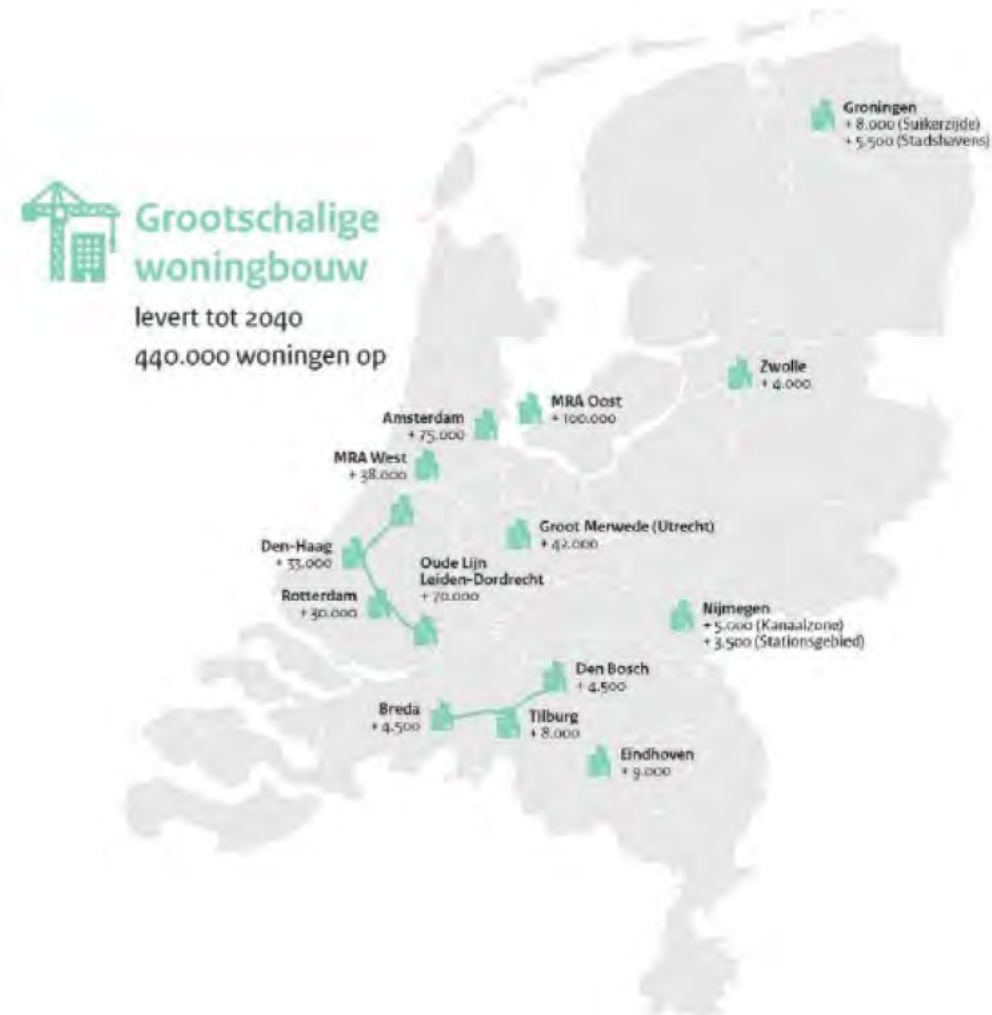 Grootschalige
woningbouw
levert tot 2040
440.000 woningen op
Groningen
+ 8.000 (Suikerzijde)
+ 5.500 (Stadshavens)
Zwolle
+ 4.000
MRA Oost
+ 100.000
Amsterdam
+ 75.000
MRA West
+ 38.000
Groot Merwede (Utrecht)
+ 42.000
Den-Haag
+ 33.000
Oude Lijn
Leiden-Dordrecht
+ 70.000
Rotterdam
+ 30.000
Nijmegen
+ 5.000 (Kanaalzone)
+ 3.500 (Stationsgebied)
Den Bosch
+ 4.500
Breda
+ 4.500
Tilburg
+ 8.000
Eindhoven
+ 9.000